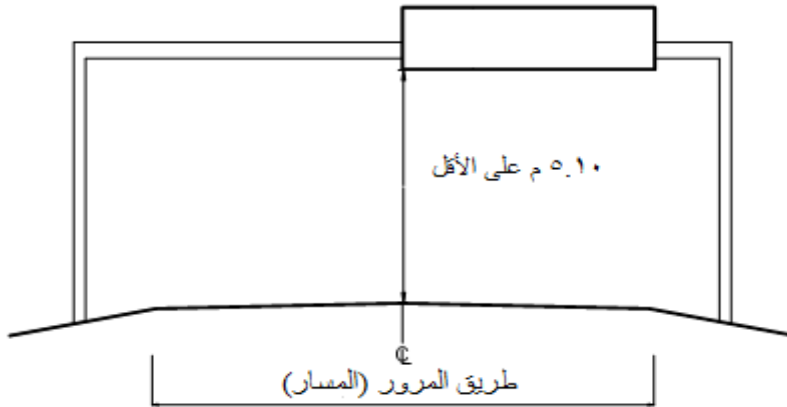 ٥.١٠ م على الأقل
℄
طريق المرور (المسار)